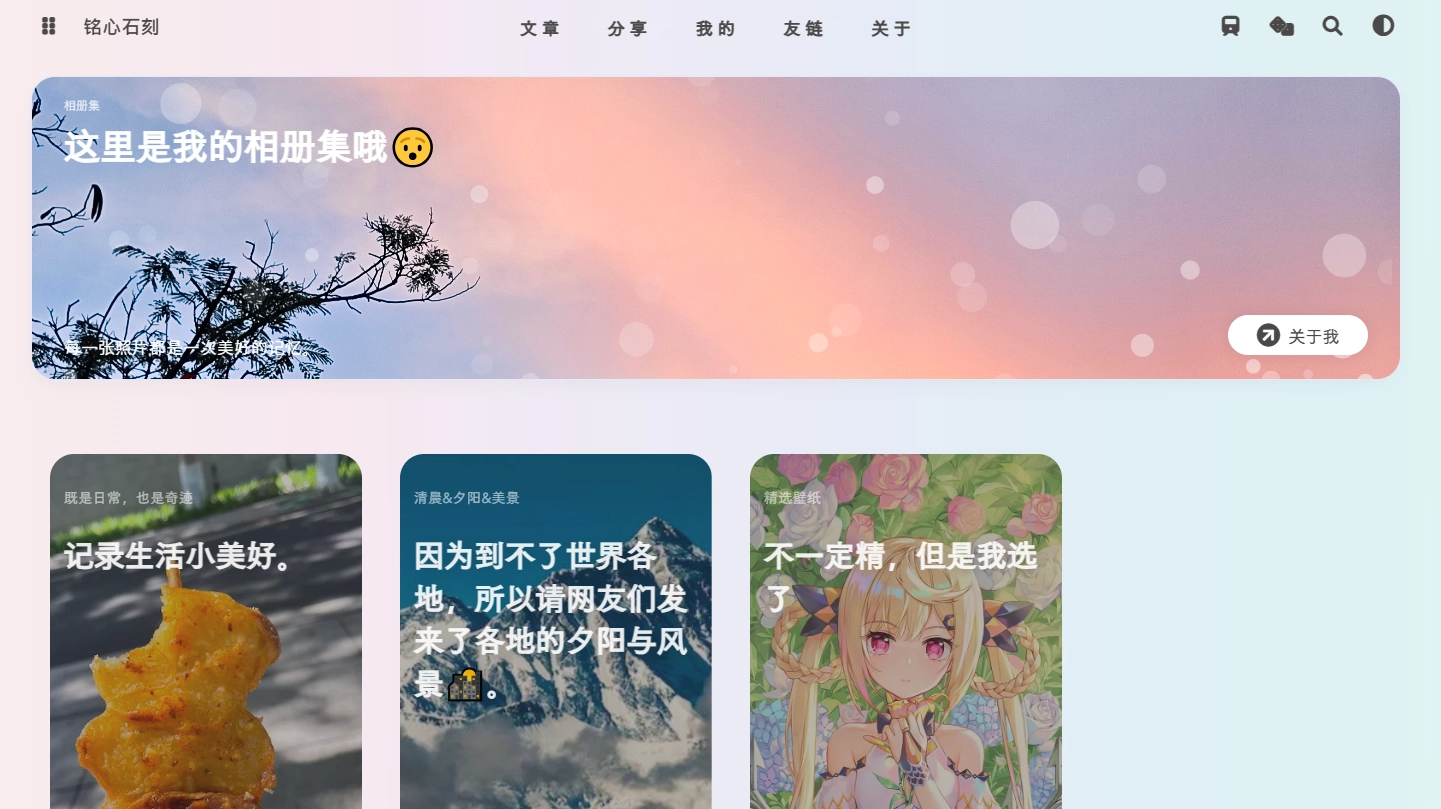 铭心石刻
文章 分享 我的 友链 关于
相册集
这里是我的相册集哦😯
每一张照片都是一次美好的记忆。
关于我
既是日常，也是奇迹
记录生活小美好。
清晨&夕阳&美景
因为到不了世界各
地，所以请网友们发
来了各地的夕阳与风
景🌇。
精选壁纸
不一定精，但是我选
了